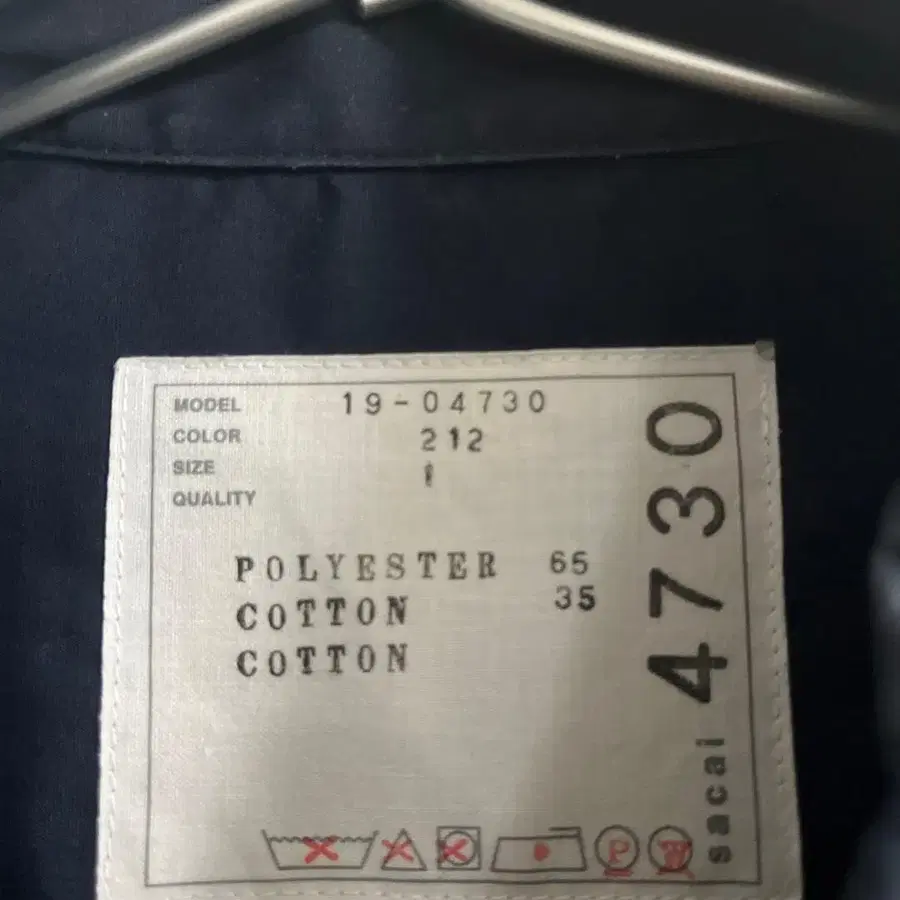 MODEL 19-04730
COLOR 212
SIZE 1
QUALITY
POLYESTER 65
COTTON 35
COTTON
sacai 4730
P W